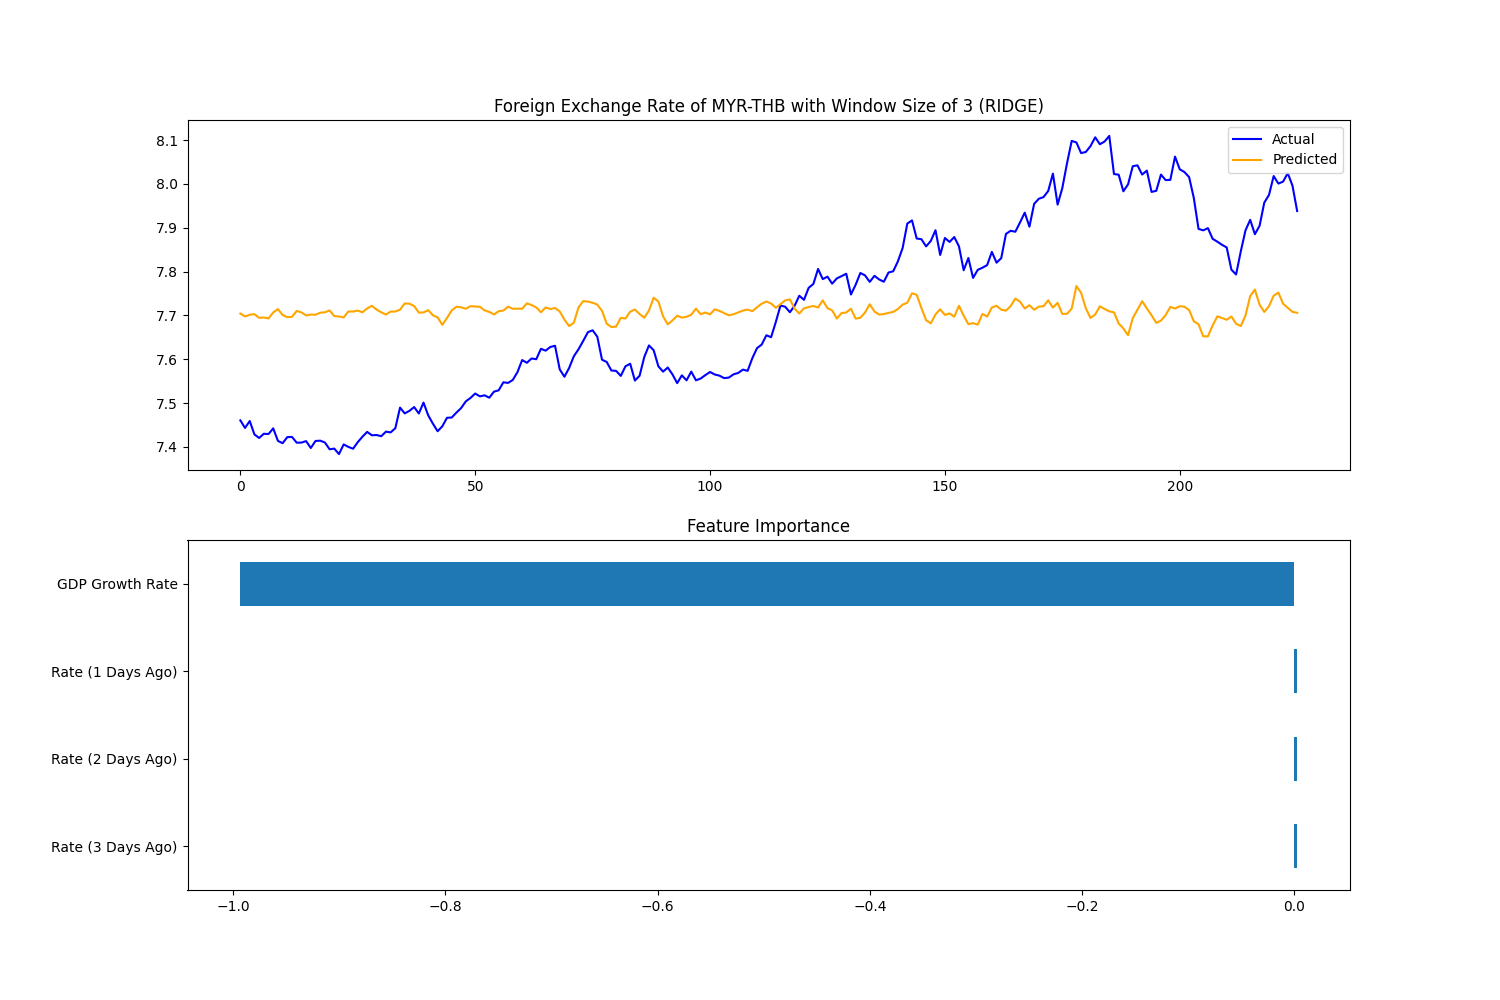 Foreign Exchange Rate of MYR-THB with Window Size of 3 (RIDGE)
Actual
Predicted
8.1
8.0
7.9
7.8
7.7
7.6
7.5
7.4
0 50 100 150 200
Feature Importance
GDP Growth Rate
Rate (1 Days Ago)
Rate (2 Days Ago)
Rate (3 Days Ago)
−1.0 −0.8 −0.6 −0.4 −0.2 0.0